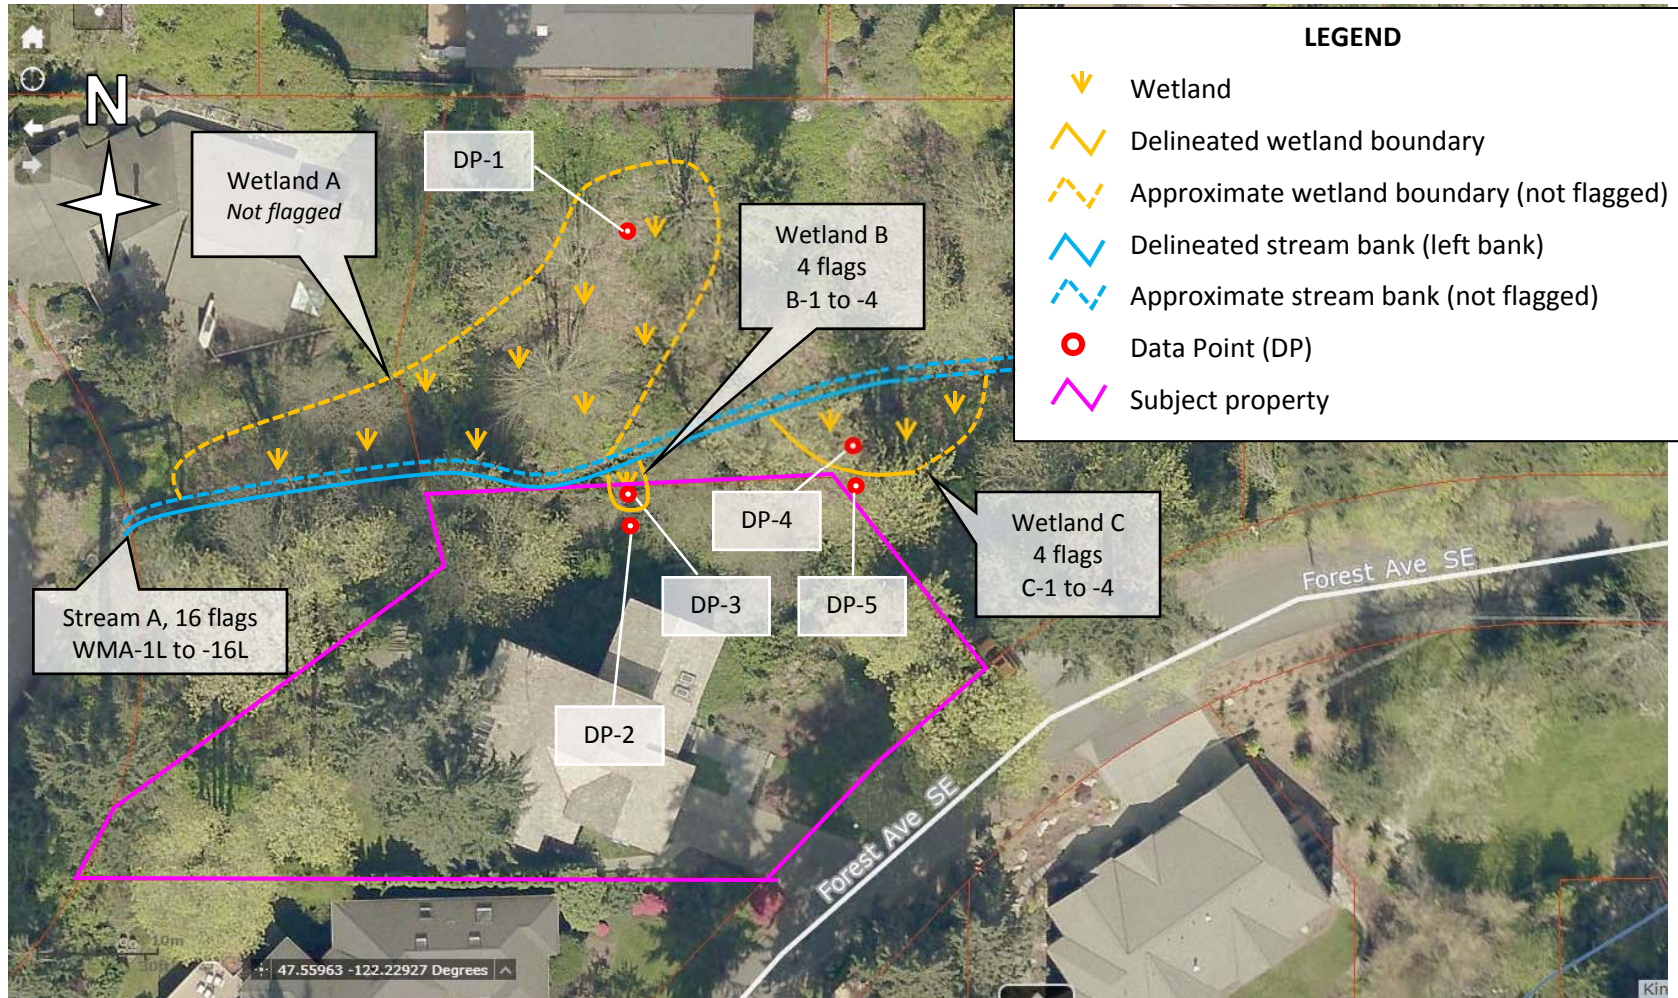 LEGEND
Wetland
Delineated wetland boundary
Approximate wetland boundary (not flagged)
Delineated stream bank (left bank)
Approximate stream bank (not flagged)
Data Point (DP)
Subject property
N
Wetland A
Not flagged
DP-1
Wetland B
4 flags
B-1 to -4
DP-4
Wetland C
4 flags
C-1 to -4
DP-3
DP-5
Stream A, 16 flags
WMA-1L to -16L
DP-2
Forest Ave SE
Forest Ave SE
10m
30ft
47.55963 -122.22927 Degrees
Kin